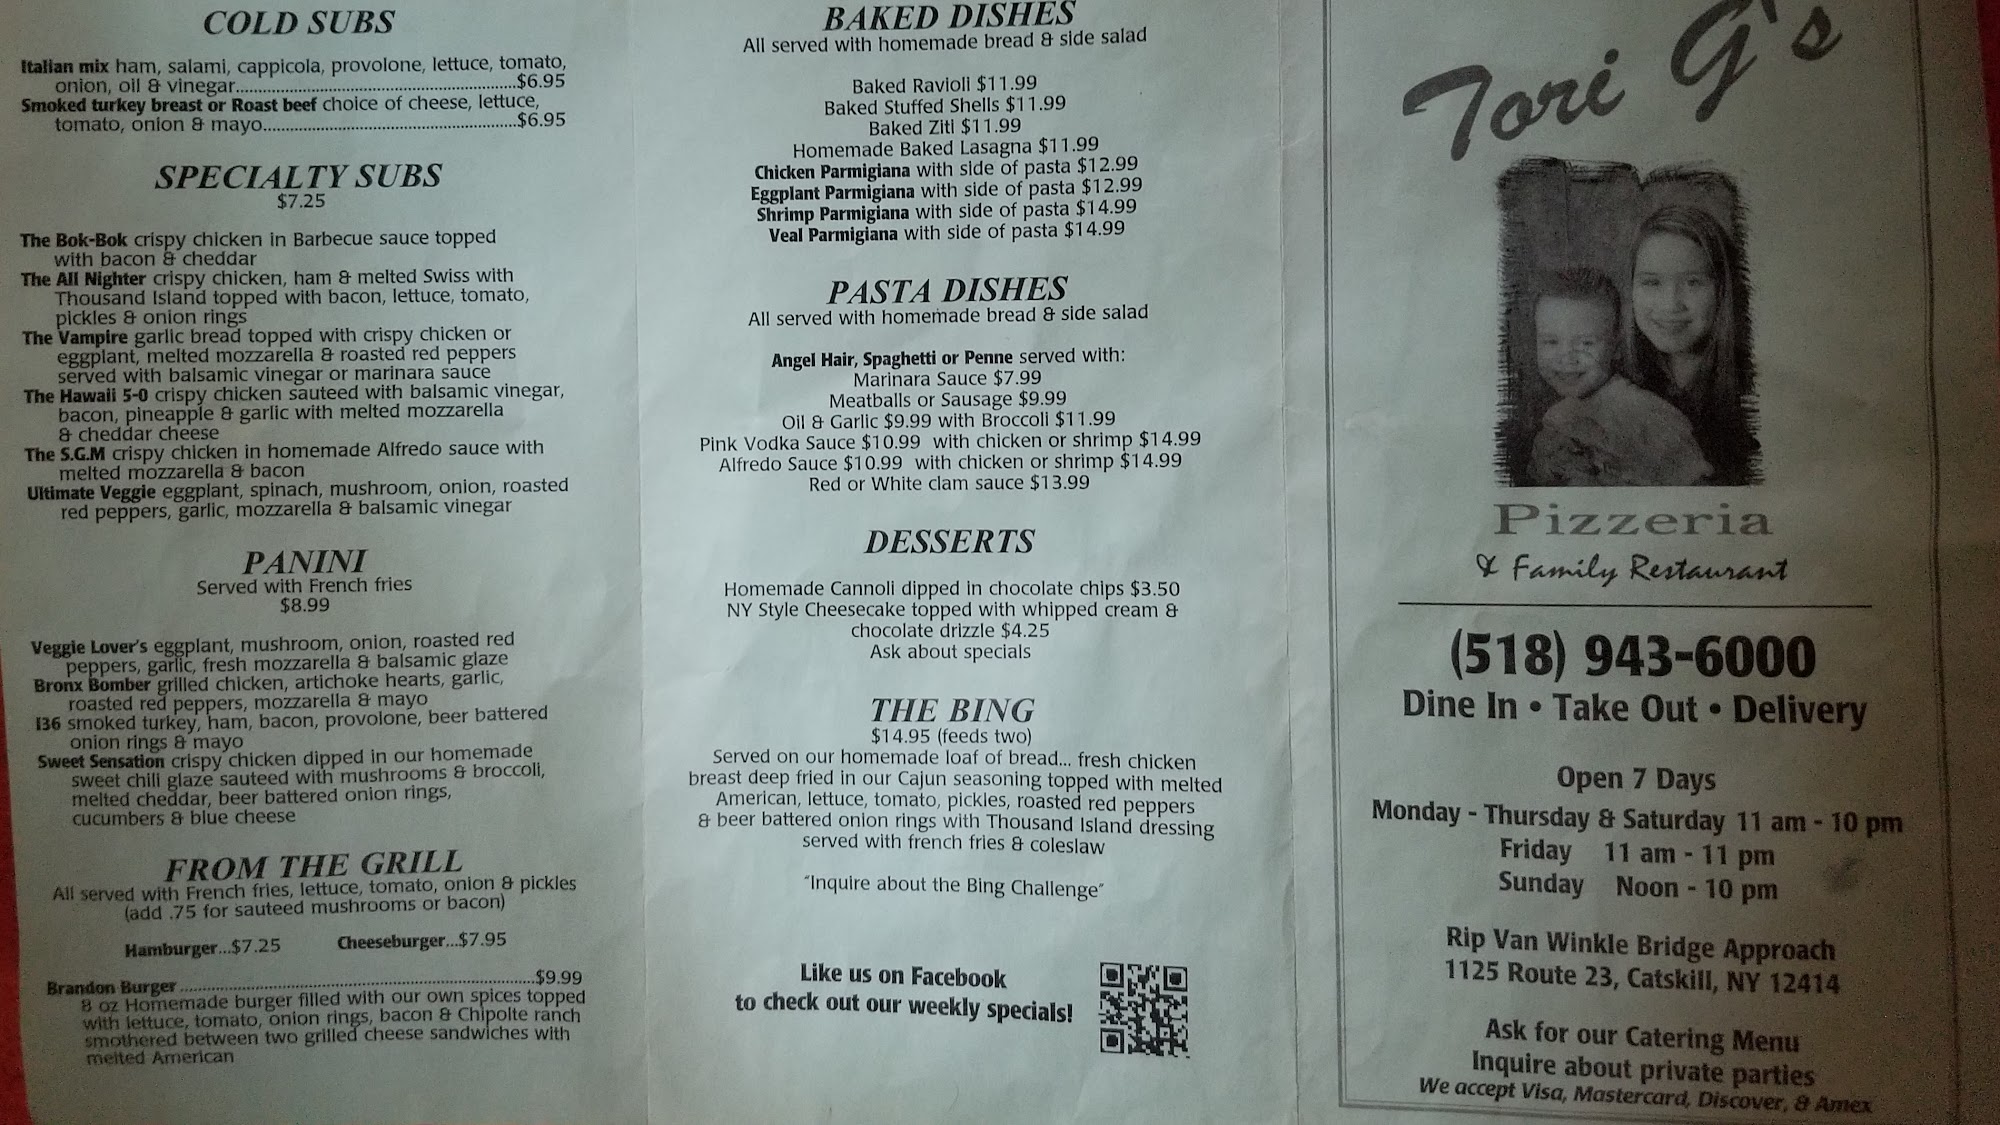 COLD SUBS
Italian mix ham, salami, cappicola, provolone, lettuce, tomato,
onion, oil & vinegar..................................................$6.95
Smoked turkey breast or Roast beef choice of cheese, lettuce,
tomato, onion & mayo..................................................$6.95
SPECIALTY SUBS
$7.25
The Bok-Bok crispy chicken in Barbecue sauce topped
with bacon & cheddar
The All Nighter crispy chicken, ham & melted Swiss with
Thousand Island topped with bacon, lettuce, tomato,
pickles & onion rings
The Vampire garlic bread topped with crispy chicken or
eggplant, melted mozzarella & roasted red peppers
served with balsamic vinegar or marinara sauce
The Hawaii 5-0 crispy chicken sauteed with balsamic vinegar,
bacon, pineapple & garlic with melted mozzarella
& cheddar cheese
The S.G.M crispy chicken in homemade Alfredo sauce with
melted mozzarella & bacon
Ultimate Veggie eggplant, spinach, mushroom, onion, roasted
red peppers, garlic, mozzarella & balsamic vinegar
PANINI
Served with French fries
$8.99
Veggie Lover's eggplant, mushroom, onion, roasted red
peppers, garlic, fresh mozzarella & balsamic glaze
Bronx Bomber grilled chicken, artichoke hearts, garlic,
roasted red peppers, mozzarella & mayo
I36 smoked turkey, ham, bacon, provolone, beer battered
onion rings & mayo
Sweet Sensation crispy chicken dipped in our homemade
sweet chili glaze sauteed with mushrooms & broccoli,
melted cheddar, beer battered onion rings,
cucumbers & blue cheese
FROM THE GRILL
All served with French fries, lettuce, tomato, onion & pickles
(add .75 for sauteed mushrooms or bacon)
Hamburger...$7.25 Cheeseburger...$7.95
Brandon Burger..................................................$9.99
8 oz Homemade burger filled with our own spices topped
with lettuce, tomato, onion rings, bacon & Chipolte ranch
smothered between two grilled cheese sandwiches with
melted American
BAKED DISHES
All served with homemade bread & side salad
Baked Ravioli $11.99
Baked Stuffed Shells $11.99
Baked Ziti $11.99
Homemade Baked Lasagna $11.99
Chicken Parmigiana with side of pasta $12.99
Eggplant Parmigiana with side of pasta $12.99
Shrimp Parmigiana with side of pasta $14.99
Veal Parmigiana with side of pasta $14.99
PASTA DISHES
All served with homemade bread & side salad
Angel Hair, Spaghetti or Penne served with:
Marinara Sauce $7.99
Meatballs or Sausage $9.99
Oil & Garlic $9.99 with Broccoli $11.99
Pink Vodka Sauce $10.99 with chicken or shrimp $14.99
Alfredo Sauce $10.99 with chicken or shrimp $14.99
Red or White clam sauce $13.99
DESSERTS
Homemade Cannoli dipped in chocolate chips $3.50
NY Style Cheesecake topped with whipped cream &
chocolate drizzle $4.25
Ask about specials
THE BING
$14.95 (feeds two)
Served on our homemade loaf of bread... fresh chicken
breast deep fried in our Cajun seasoning topped with melted
American, lettuce, tomato, pickles, roasted red peppers
& beer battered onion rings with Thousand Island dressing
served with french fries & coleslaw
"Inquire about the Bing Challenge"
Like us on Facebook
to check out our weekly specials!
Tori G's
Pizzeria
& Family Restaurant
(518) 943-6000
Dine In • Take Out • Delivery
Open 7 Days
Monday - Thursday & Saturday 11 am - 10 pm
Friday 11 am - 11 pm
Sunday Noon - 10 pm
Rip Van Winkle Bridge Approach
1125 Route 23, Catskill, NY 12414
Ask for our Catering Menu
Inquire about private parties
We accept Visa, Mastercard, Discover, & Amex